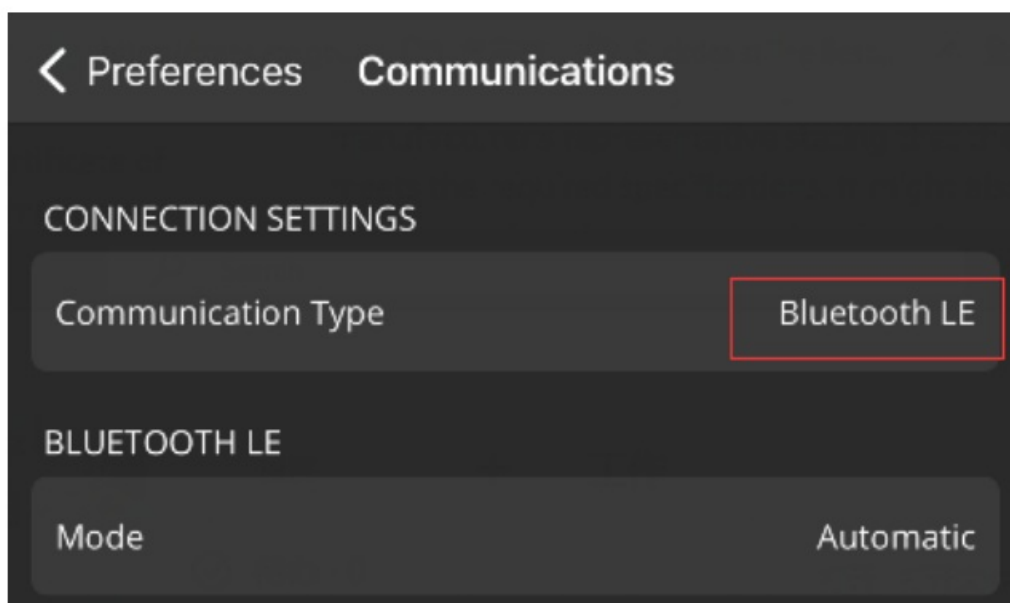 Preferences Communications
CONNECTION SETTINGS
Communication Type Bluetooth LE
BLUETOOTH LE
Mode Automatic